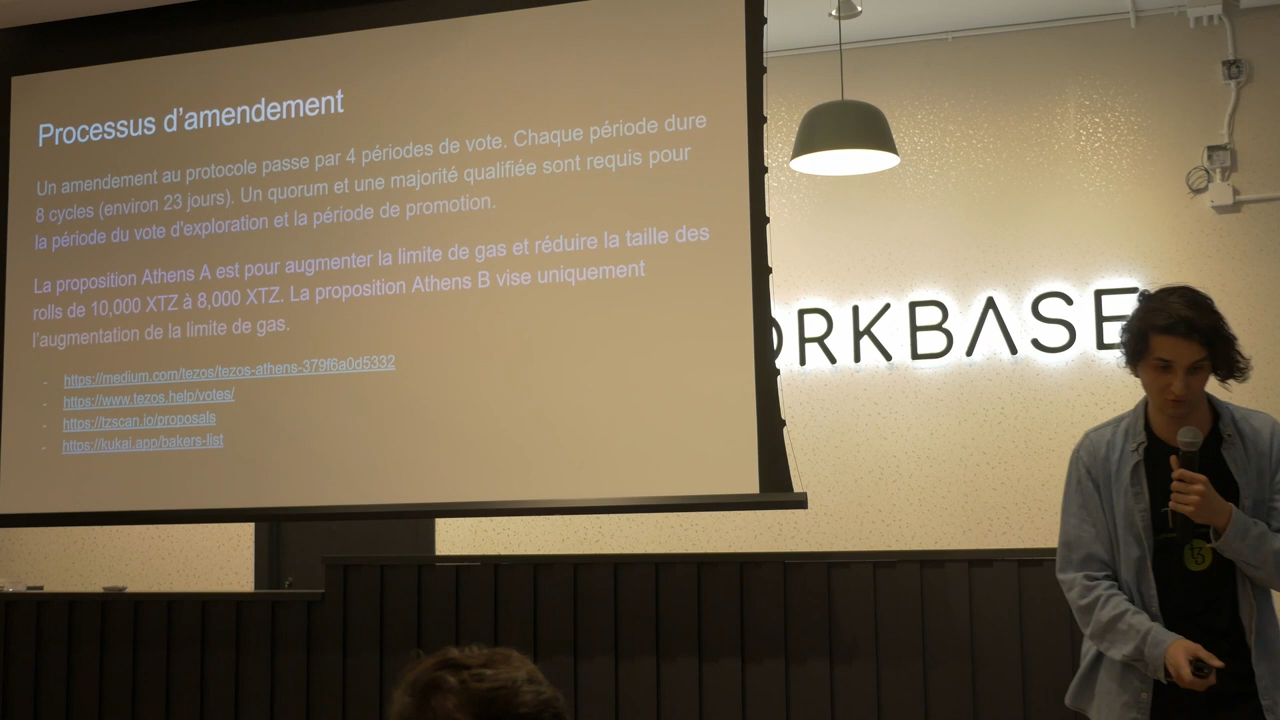 Processus d'amendement
Un amendement au protocole passe par 4 périodes de vote. Chaque période dure
8 cycles (environ 23 jours). Un quorum et une majorité qualifiée sont requis pour
la période du vote d'exploration et la période de promotion.
La proposition Athens A est pour augmenter la limite de gas et réduire la taille des
rolls de 10,000 XTZ à 8,000 XTZ. La proposition Athens B vise uniquement
l'augmentation de la limite de gas.
- https://medium.com/tezos/tezos-athens-379f6a0d5332
- https://www.tezos.help/votes/
- https://tzscan.io/proposals
- https://kukai.app/bakers-list
ORKBASE